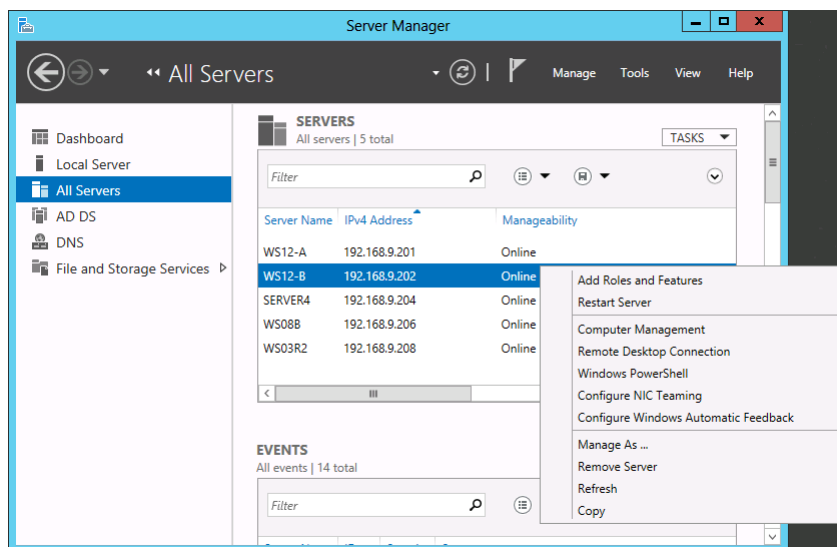 Server Manager
All Servers
Manage Tools View Help
Dashboard
Local Server
All Servers
AD DS
DNS
File and Storage Services
SERVERS
All servers | 5 total
TASKS
Filter
Server Name IPv4 Address Manageability
WS12-A 192.168.9.201 Online
WS12-B 192.168.9.202 Online
SERVER4 192.168.9.204 Online
WS08B 192.168.9.206 Online
WS03R2 192.168.9.208 Online
Add Roles and Features
Restart Server
Computer Management
Remote Desktop Connection
Windows PowerShell
Configure NIC Teaming
Configure Windows Automatic Feedback
Manage As ...
Remove Server
Refresh
Copy
EVENTS
All events | 14 total
Filter